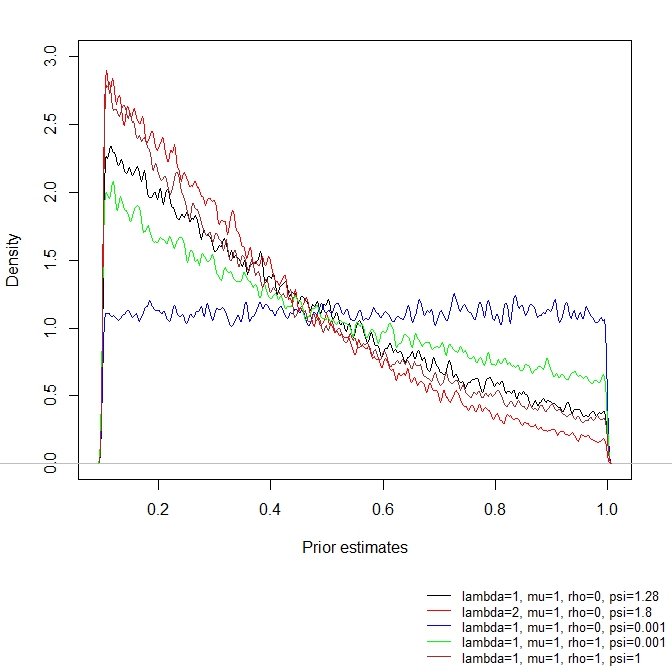 3.0
2.5
2.0
1.5
1.0
0.5
0.0
Density
0.2 0.4 0.6 0.8 1.0
Prior estimates
lambda=1, mu=1, rho=0, psi=1.28
lambda=2, mu=1, rho=0, psi=1.8
lambda=1, mu=1, rho=0, psi=0.001
lambda=1, mu=1, rho=1, psi=0.001
lambda=1, mu=1, rho=1, psi=1